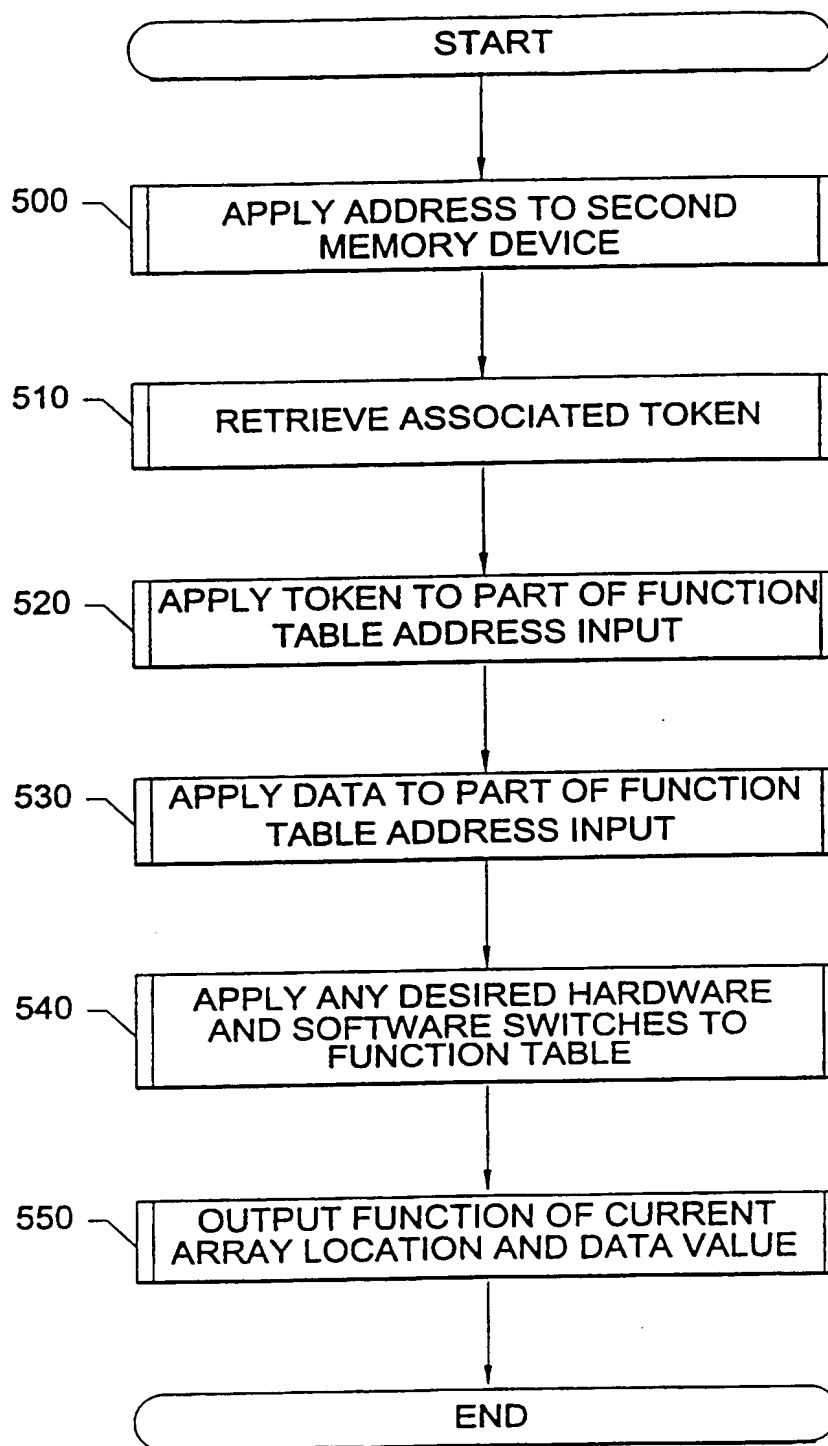 START
500
APPLY ADDRESS TO SECOND
MEMORY DEVICE
510
RETRIEVE ASSOCIATED TOKEN
520
APPLY TOKEN TO PART OF FUNCTION
TABLE ADDRESS INPUT
530
APPLY DATA TO PART OF FUNCTION
TABLE ADDRESS INPUT
540
APPLY ANY DESIRED HARDWARE
AND SOFTWARE SWITCHES TO
FUNCTION TABLE
550
OUTPUT FUNCTION OF CURRENT
ARRAY LOCATION AND DATA VALUE
END